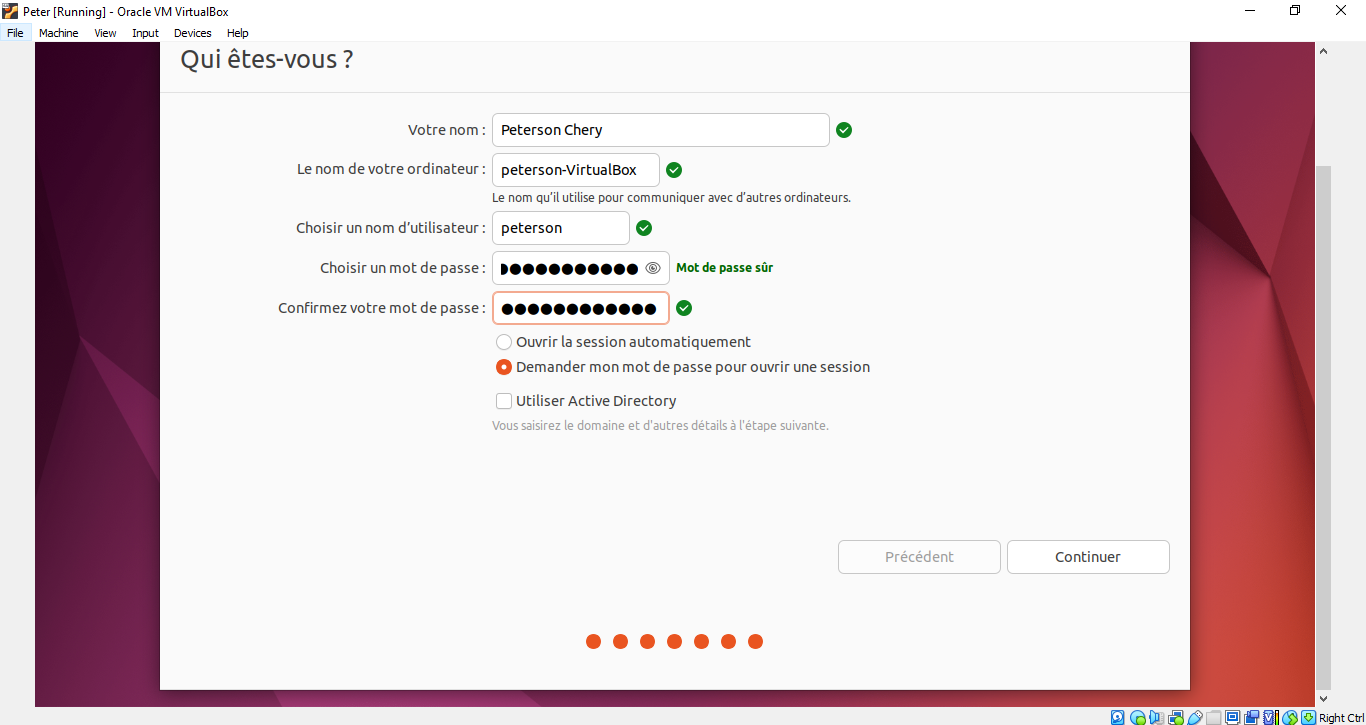 Peter [Running] - Oracle VM VirtualBox
File Machine View Input Devices Help
Qui êtes-vous ?
Votre nom : Peterson Chery
Le nom de votre ordinateur : peterson-VirtualBox
Le nom qu'il utilise pour communiquer avec d'autres ordinateurs.
Choisir un nom d'utilisateur : peterson
Choisir un mot de passe : ●●●●●●●●●●● Mot de passe sûr
Confirmez votre mot de passe : ●●●●●●●●●●●●
Ouvrir la session automatiquement
Demander mon mot de passe pour ouvrir une session
Utiliser Active Directory
Vous saisirez le domaine et d'autres détails à l'étape suivante.
Précédent Continuer
Right Ctrl